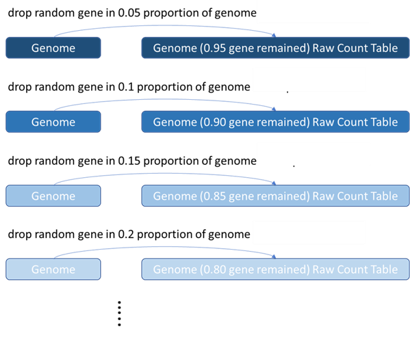 drop random gene in 0.05 proportion of genome
Genome Genome (0.95 gene remained) Raw Count Table
drop random gene in 0.1 proportion of genome
Genome Genome (0.90 gene remained) Raw Count Table
drop random gene in 0.15 proportion of genome
Genome Genome (0.85 gene remained) Raw Count Table
drop random gene in 0.2 proportion of genome
Genome Genome (0.80 gene remained) Raw Count Table